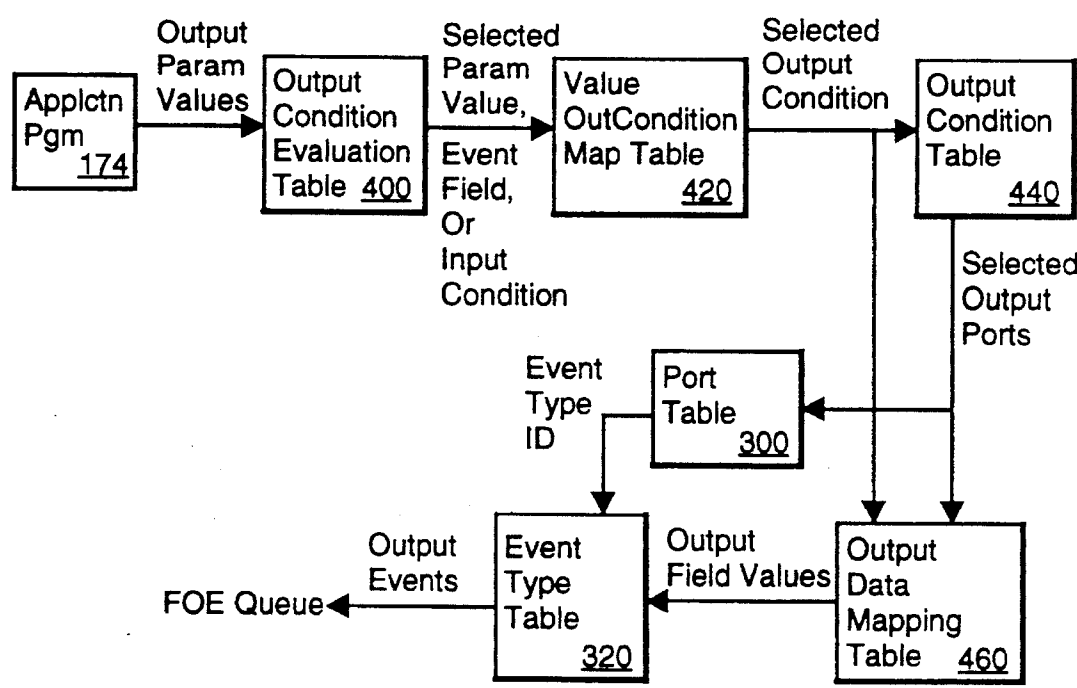 Applctn
Pgm
174
Output
Param
Values
Output
Condition
Evaluation
Table 400
Selected
Param
Value,
Event
Field,
Or
Input
Condition
Value
OutCondition
Map Table
420
Selected
Output
Condition
Output
Condition
Table
440
Selected
Output
Ports
Port
Table
300
Event
Type
ID
Event
Type
Table
320
Output
Field Values
Output
Data
Mapping
Table 460
Output
Events
FOE Queue